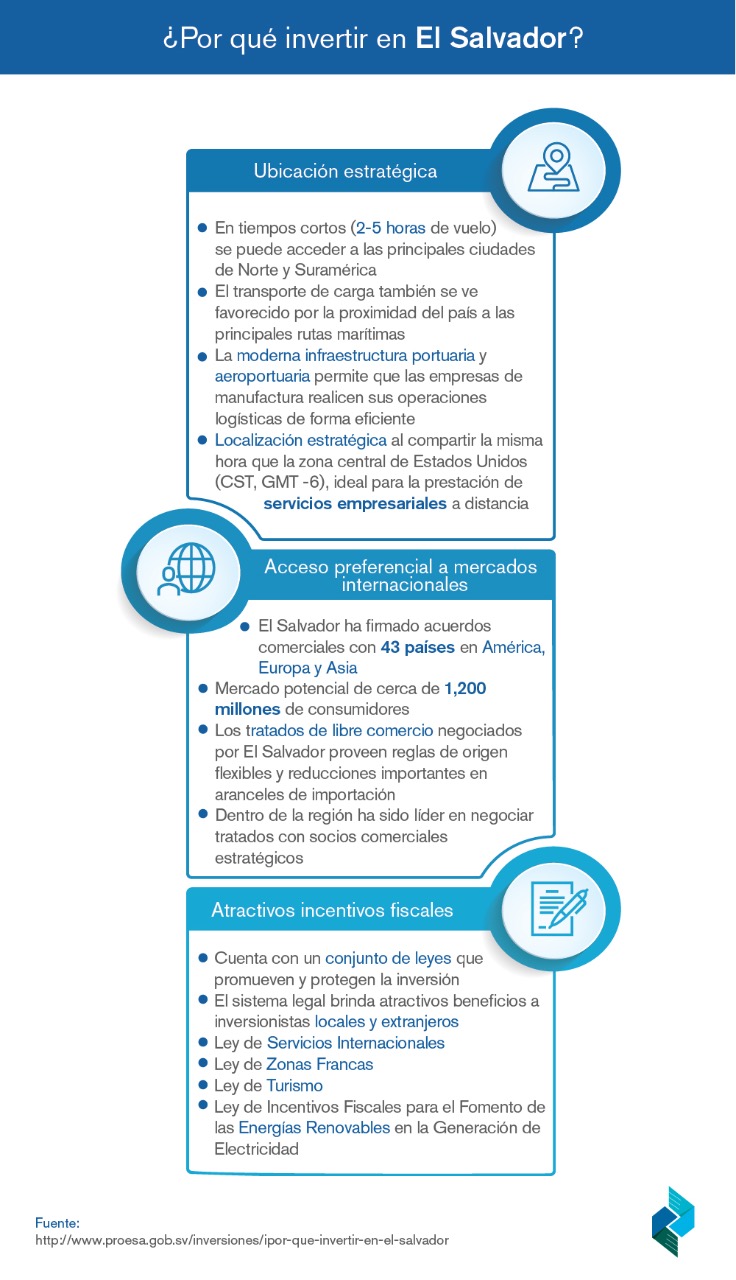 ¿Por qué invertir en El Salvador?
Ubicación estratégica
● En tiempos cortos (2-5 horas de vuelo)
se puede acceder a las principales ciudades
de Norte y Suramérica
● El transporte de carga también se ve
favorecido por la proximidad del país a las
principales rutas marítimas
● La moderna infraestructura portuaria y
aeroportuaria permite que las empresas de
manufactura realicen sus operaciones
logísticas de forma eficiente
● Localización estratégica al compartir la misma
hora que la zona central de Estados Unidos
(CST, GMT -6), ideal para la prestación de
servicios empresariales a distancia
Acceso preferencial a mercados
internacionales
● El Salvador ha firmado acuerdos
comerciales con 43 países en América,
Europa y Asia
● Mercado potencial de cerca de 1,200
millones de consumidores
● Los tratados de libre comercio negociados
por El Salvador proveen reglas de origen
flexibles y reducciones importantes en
aranceles de importación
● Dentro de la región ha sido líder en negociar
tratados con socios comerciales
estratégicos
Atractivos incentivos fiscales
● Cuenta con un conjunto de leyes que
promueven y protegen la inversión
● El sistema legal brinda atractivos beneficios a
inversionistas locales y extranjeros
● Ley de Servicios Internacionales
● Ley de Zonas Francas
● Ley de Turismo
● Ley de Incentivos Fiscales para el Fomento de
las Energías Renovables en la Generación de
Electricidad
Fuente:
http://www.proesa.gob.sv/inversiones/ipor-que-invertir-en-el-salvador